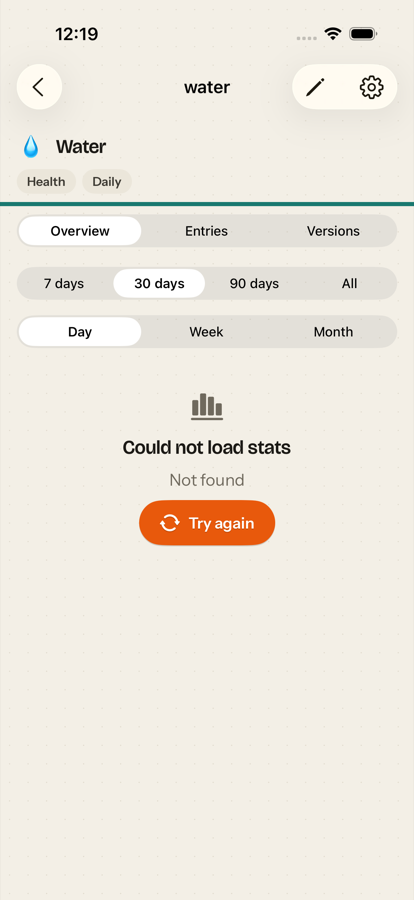 12:19
water
Water
Health Daily
Overview Entries Versions
7 days 30 days 90 days All
Day Week Month
Could not load stats
Not found
Try again